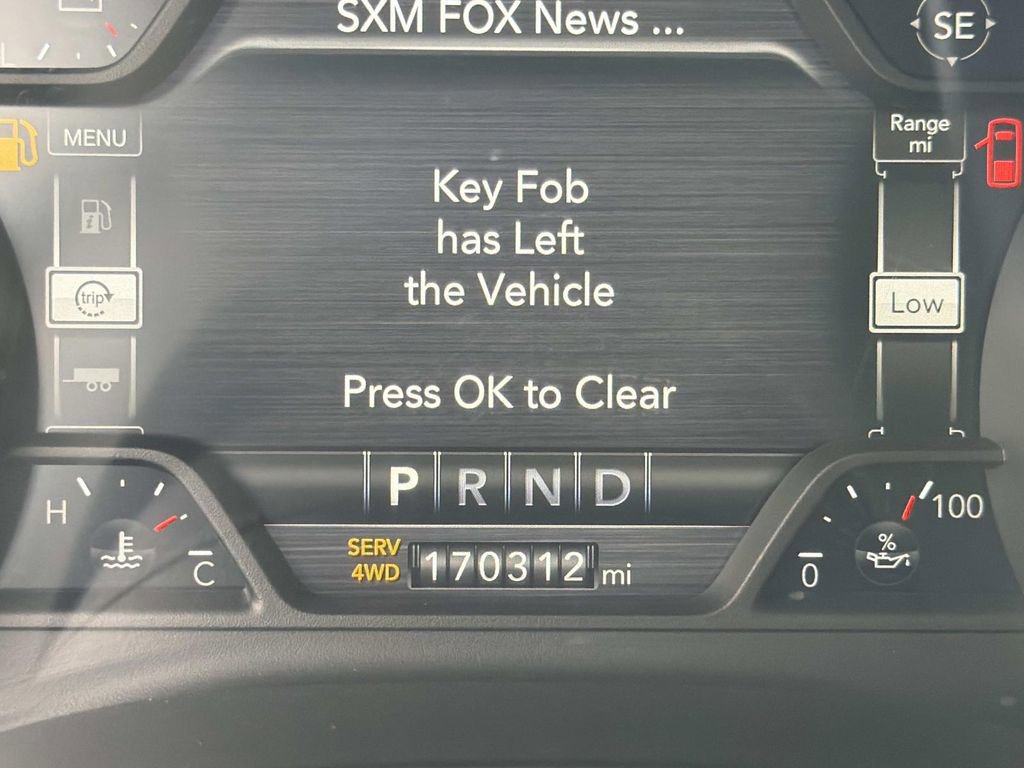 SXM FOX News ...
SE
L
MENU
Range
mi
Key Fob
has Left
the Vehicle
trip
Low
Press OK to Clear
P R N D
H
C
SERV
4WD
170312 mi
0
%
100